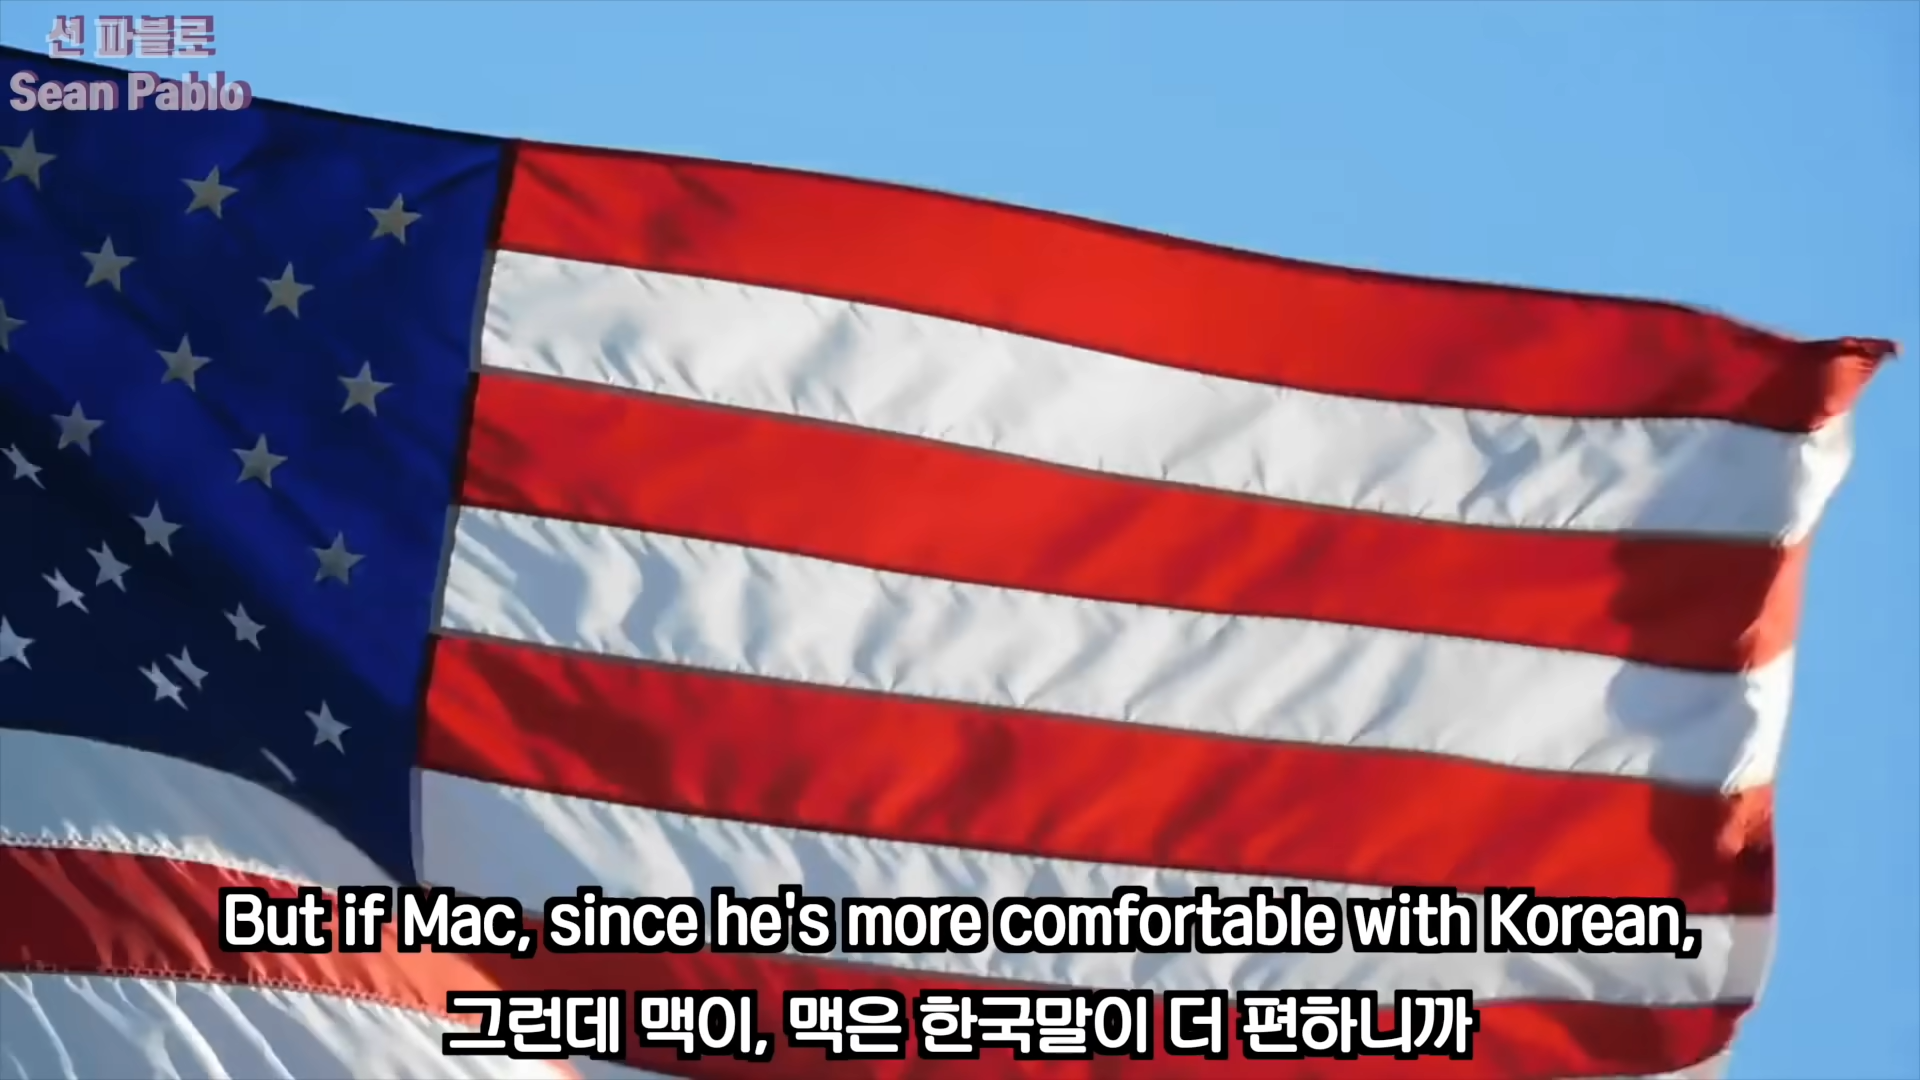 션 파블로
Sean Pablo
But if Mac, since he's more comfortable with Korean,
그런데 맥이, 맥은 한국말이 더 편하니까